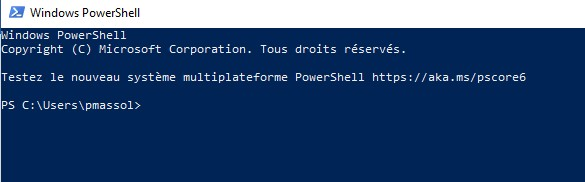 Windows PowerShell
Windows PowerShell
Copyright (C) Microsoft Corporation. Tous droits réservés.
Testez le nouveau système multiplateforme PowerShell https://aka.ms/pscore6
PS C:\Users\pmassol>